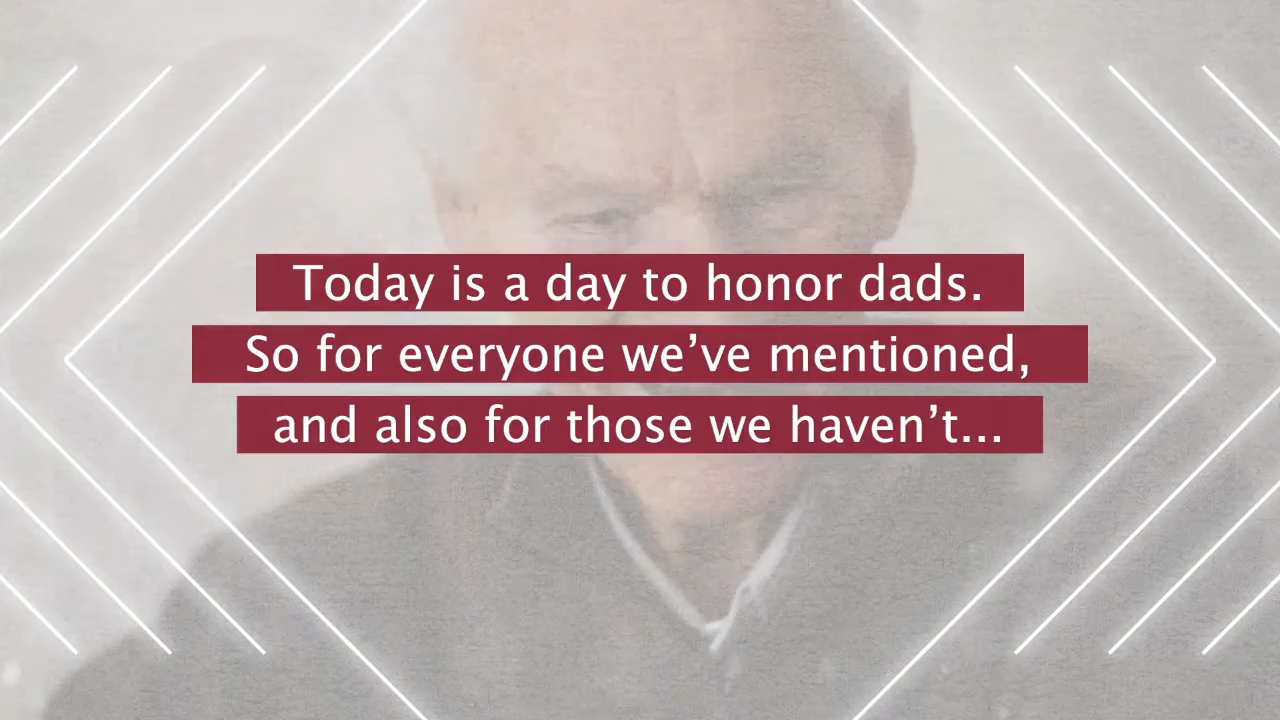 Today is a day to honor dads.
So for everyone we’ve mentioned,
and also for those we haven’t...